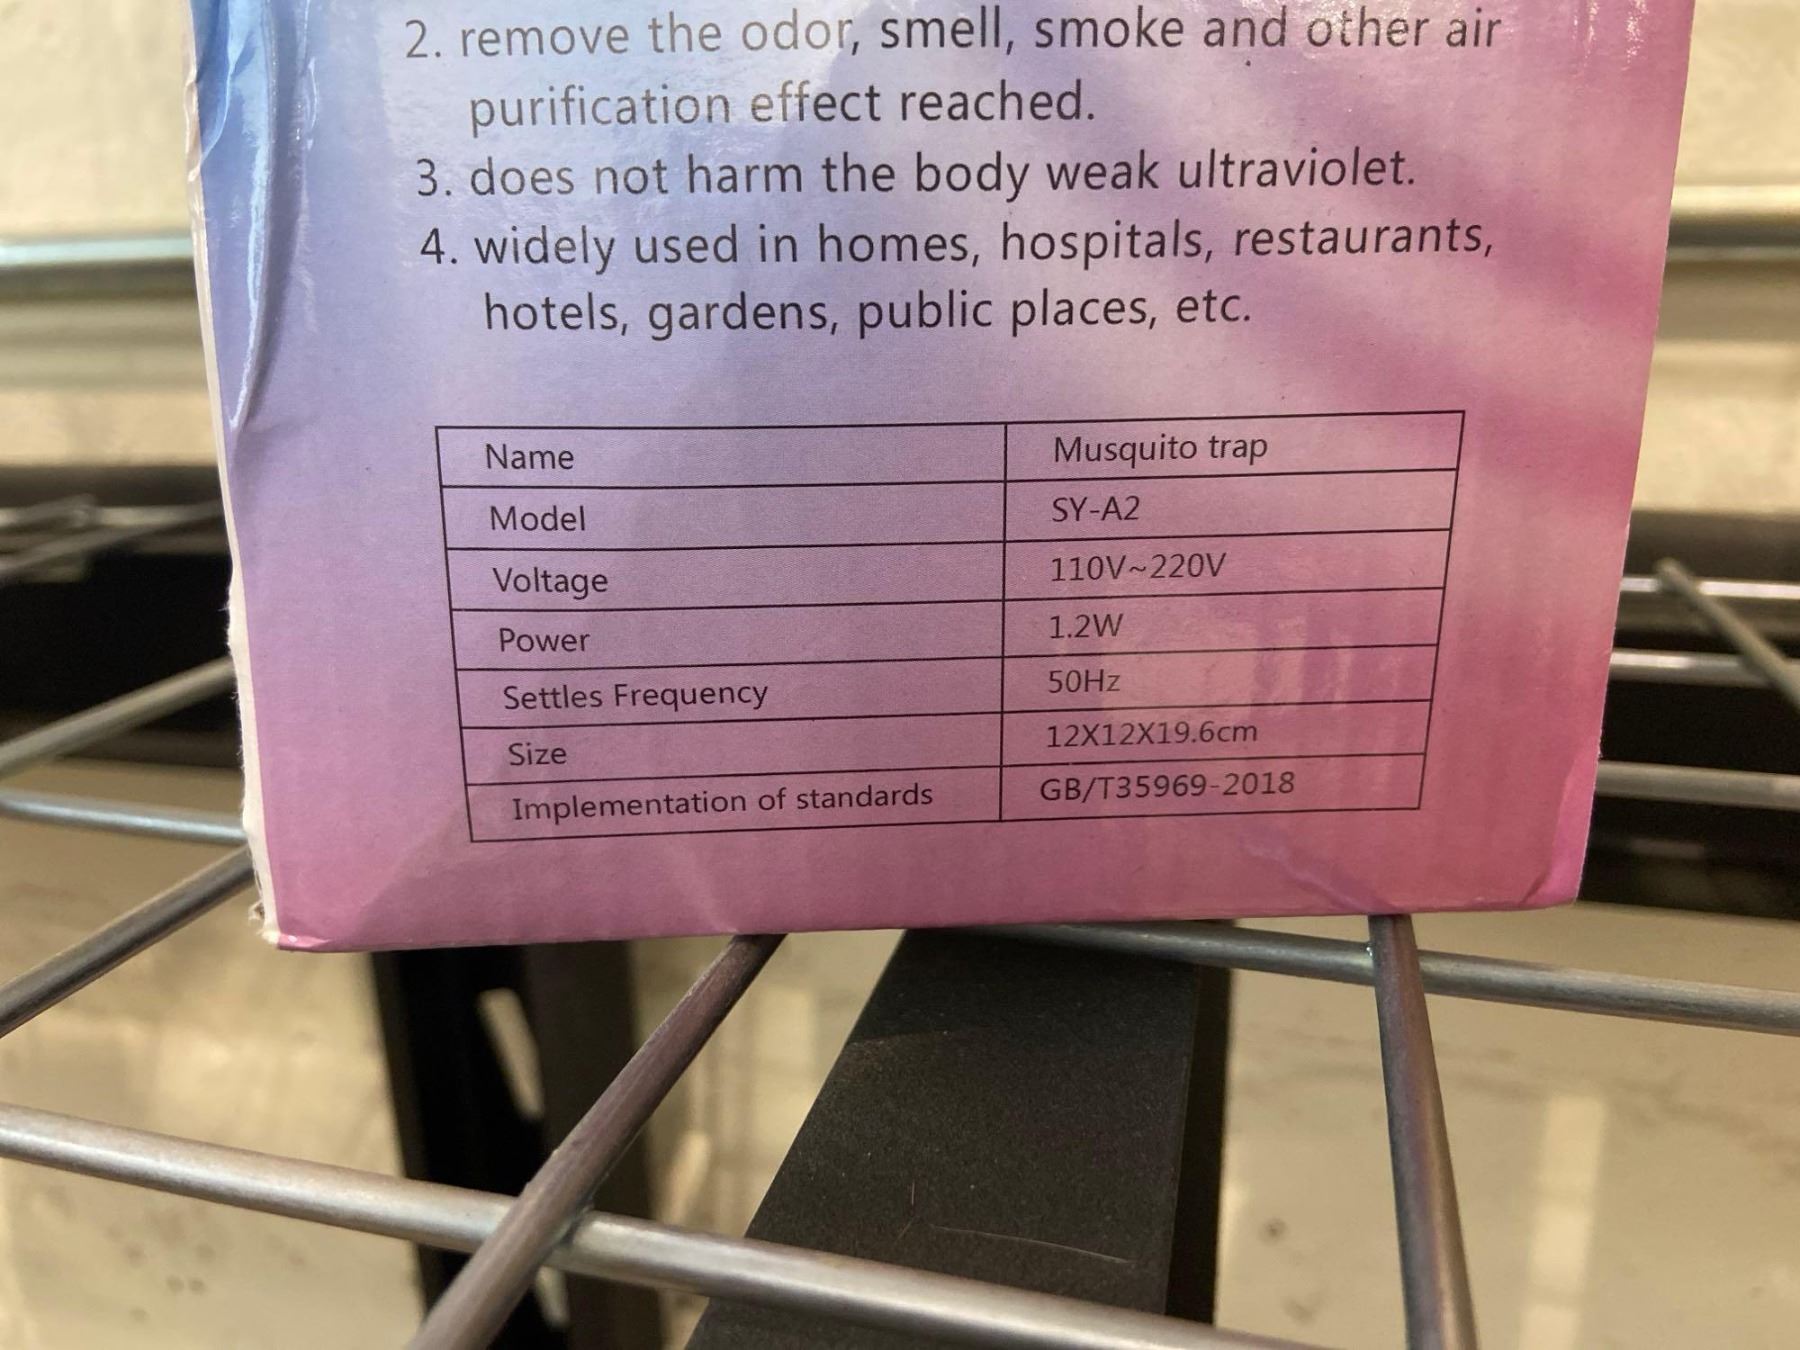 2. remove the odor, smell, smoke and other air
purification effect reached.
3. does not harm the body weak ultraviolet.
4. widely used in homes, hospitals, restaurants,
hotels, gardens, public places, etc.
Name Musquito trap
Model SY-A2
Voltage 110V~220V
Power 1.2W
Settles Frequency 50Hz
Size 12X12X19.6cm
Implementation of standards GB/T35969-2018